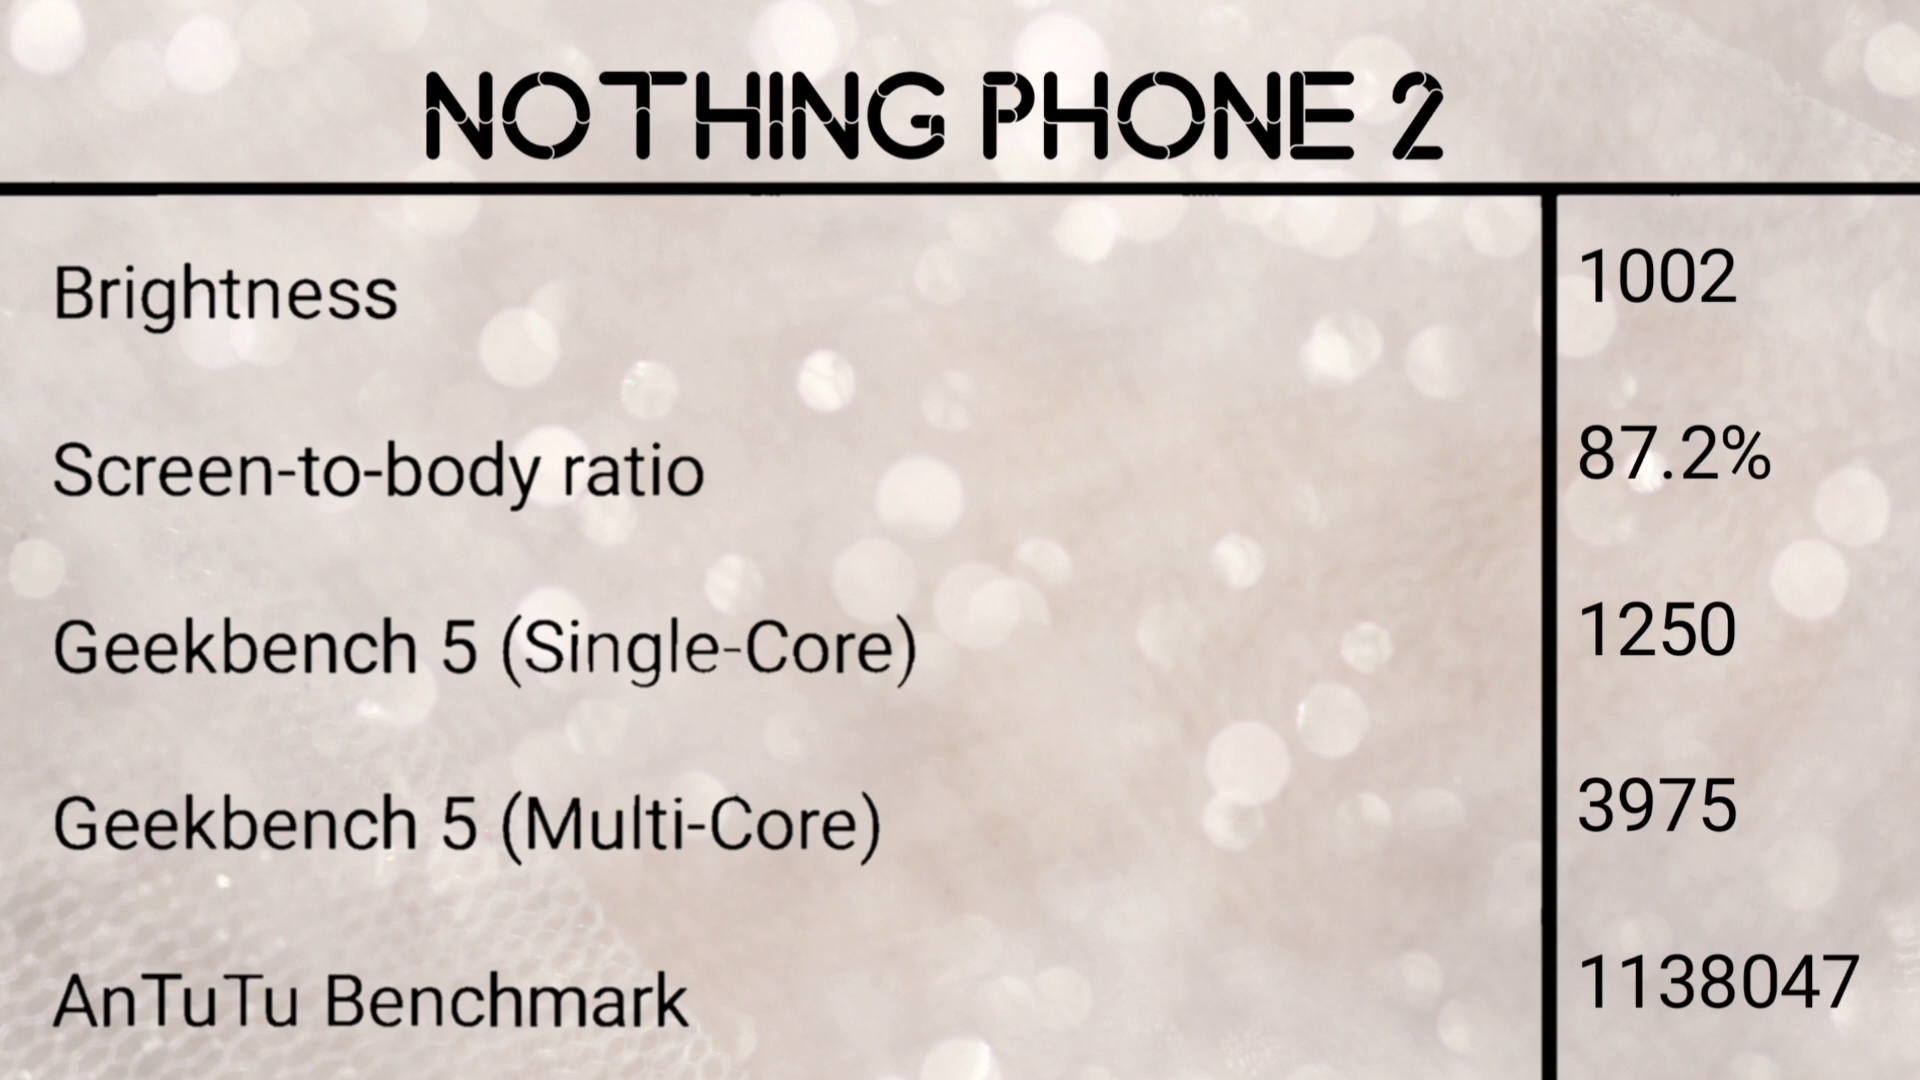 NOTHING PHONE 2
Brightness 1002
Screen-to-body ratio 87.2%
Geekbench 5 (Single-Core) 1250
Geekbench 5 (Multi-Core) 3975
AnTuTu Benchmark 1138047